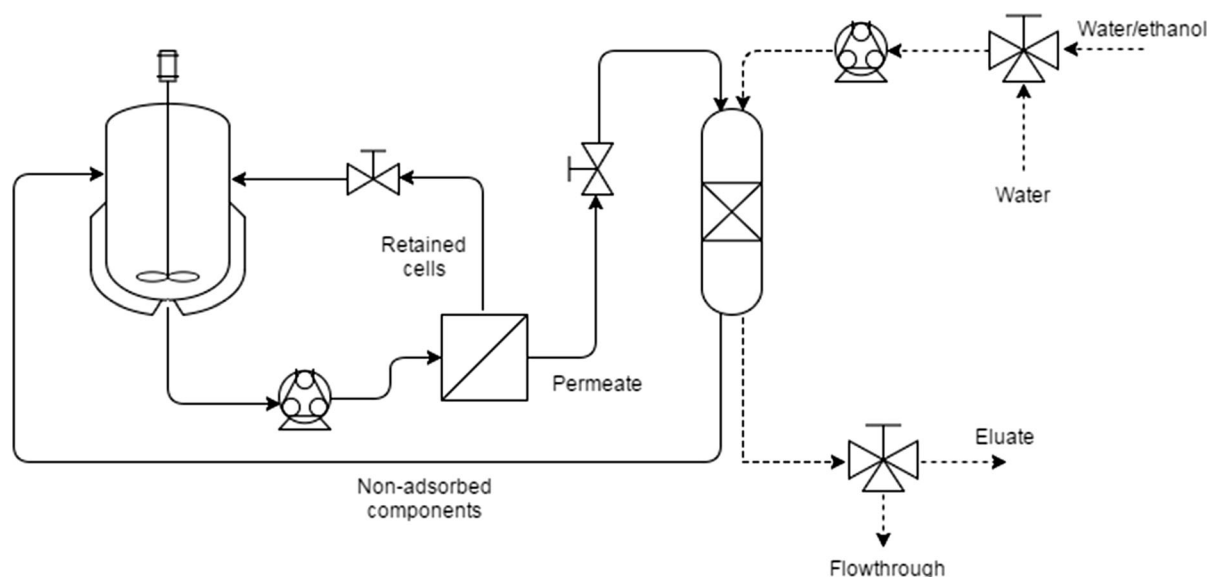 Water/ethanol
Water
Retained
cells
Permeate
Eluate
Non-adsorbed
components
Flowthrough